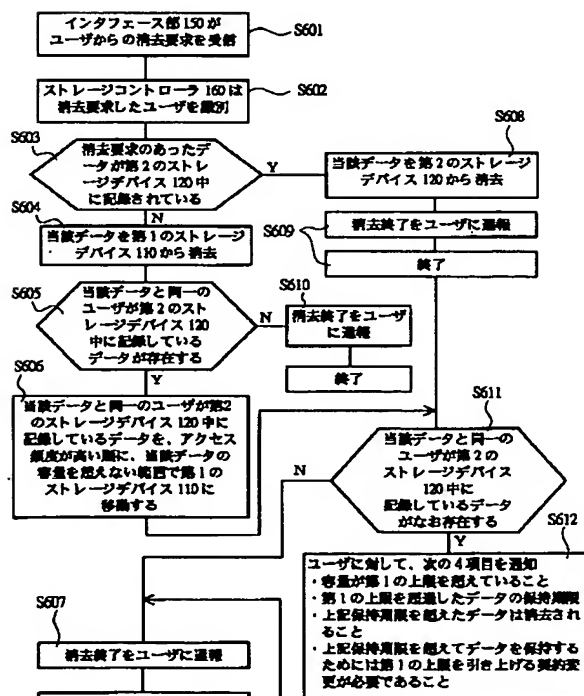 インタフェース部150が
ユーザからの消去要求を受信
S601
ストレージコントローラ160は
消去要求したユーザを識別
S602
S603
消去要求のあったデ
ータが第2のストレ
ージデバイス120中
に記録されている
Y
N
S608
当該データを第2のストレージ
デバイス120から 消去
消去終了をユーザに通報
S609
終了
S604
当該データを第1のストレージ
デバイス110から 消去
S605
当該データと同一の
ユーザが第2のスト
レージデバイス120
中に記録している
データが存在する
N
Y
S610
消去終了をユーザ
に通報
終了
S606
当該データと同一のユーザが第2
のストレージデバイス120中に
記録しているデータを、アクセス
頻度が高い順に、当該データの
容量を超えない範囲で第1の
ストレージデバイス110に
移動する
S611
当該データと同一の
ユーザが第2の
ストレージデバイス
120中に
記録しているデータ
がなお存在する
N
Y
S612
ユーザに対して、次の4項目を通知
・容量が第1の上限を超えていること
・第1の上限を超過したデータの保持期限
・上記保持期限を超えたデータは消去され
ること
・上記保持期限を超えてデータを保持する
ためには第1の上限を引き上げる契約変
更が必要であること
S607
消去終了をユーザに通報